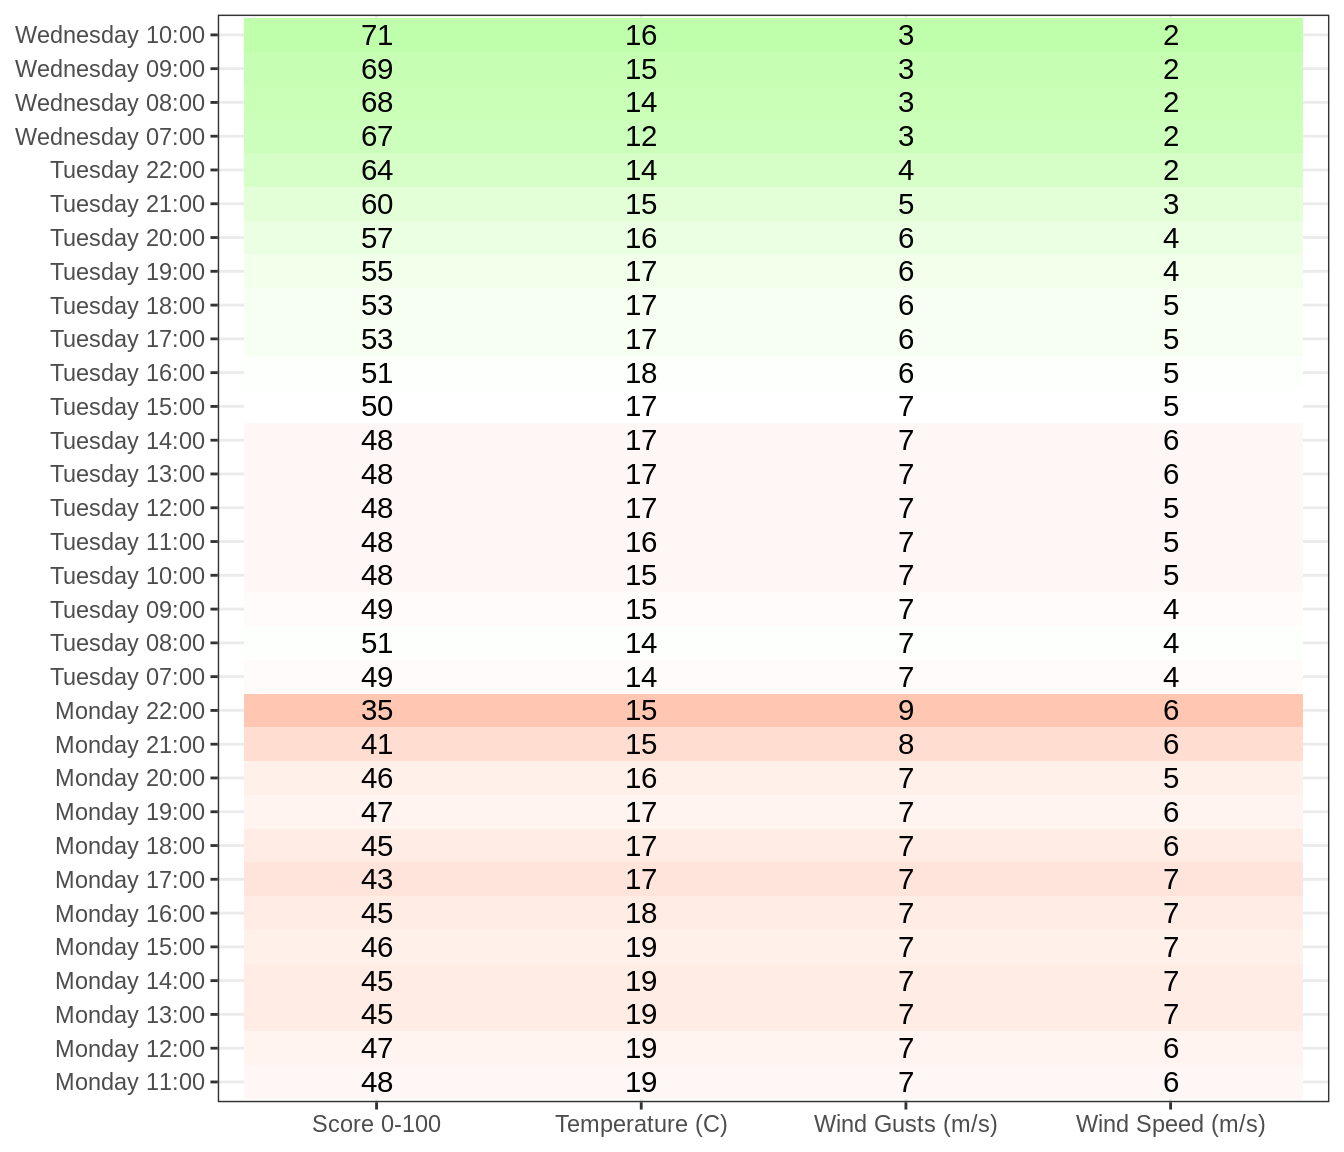 Wednesday 10:00 71 16 3 2
Wednesday 09:00 69 15 3 2
Wednesday 08:00 68 14 3 2
Wednesday 07:00 67 12 3 2
Tuesday 22:00 64 14 4 2
Tuesday 21:00 60 15 5 3
Tuesday 20:00 57 16 6 4
Tuesday 19:00 55 17 6 4
Tuesday 18:00 53 17 6 5
Tuesday 17:00 53 17 6 5
Tuesday 16:00 51 18 6 5
Tuesday 15:00 50 17 7 5
Tuesday 14:00 48 17 7 6
Tuesday 13:00 48 17 7 6
Tuesday 12:00 48 17 7 5
Tuesday 11:00 48 16 7 5
Tuesday 10:00 48 15 7 5
Tuesday 09:00 49 15 7 4
Tuesday 08:00 51 14 7 4
Tuesday 07:00 49 14 7 4
Monday 22:00 35 15 9 6
Monday 21:00 41 15 8 6
Monday 20:00 46 16 7 5
Monday 19:00 47 17 7 6
Monday 18:00 45 17 7 6
Monday 17:00 43 17 7 7
Monday 16:00 45 18 7 7
Monday 15:00 46 19 7 7
Monday 14:00 45 19 7 7
Monday 13:00 45 19 7 7
Monday 12:00 47 19 7 6
Monday 11:00 48 19 7 6
Score 0-100 Temperature (C) Wind Gusts (m/s) Wind Speed (m/s)